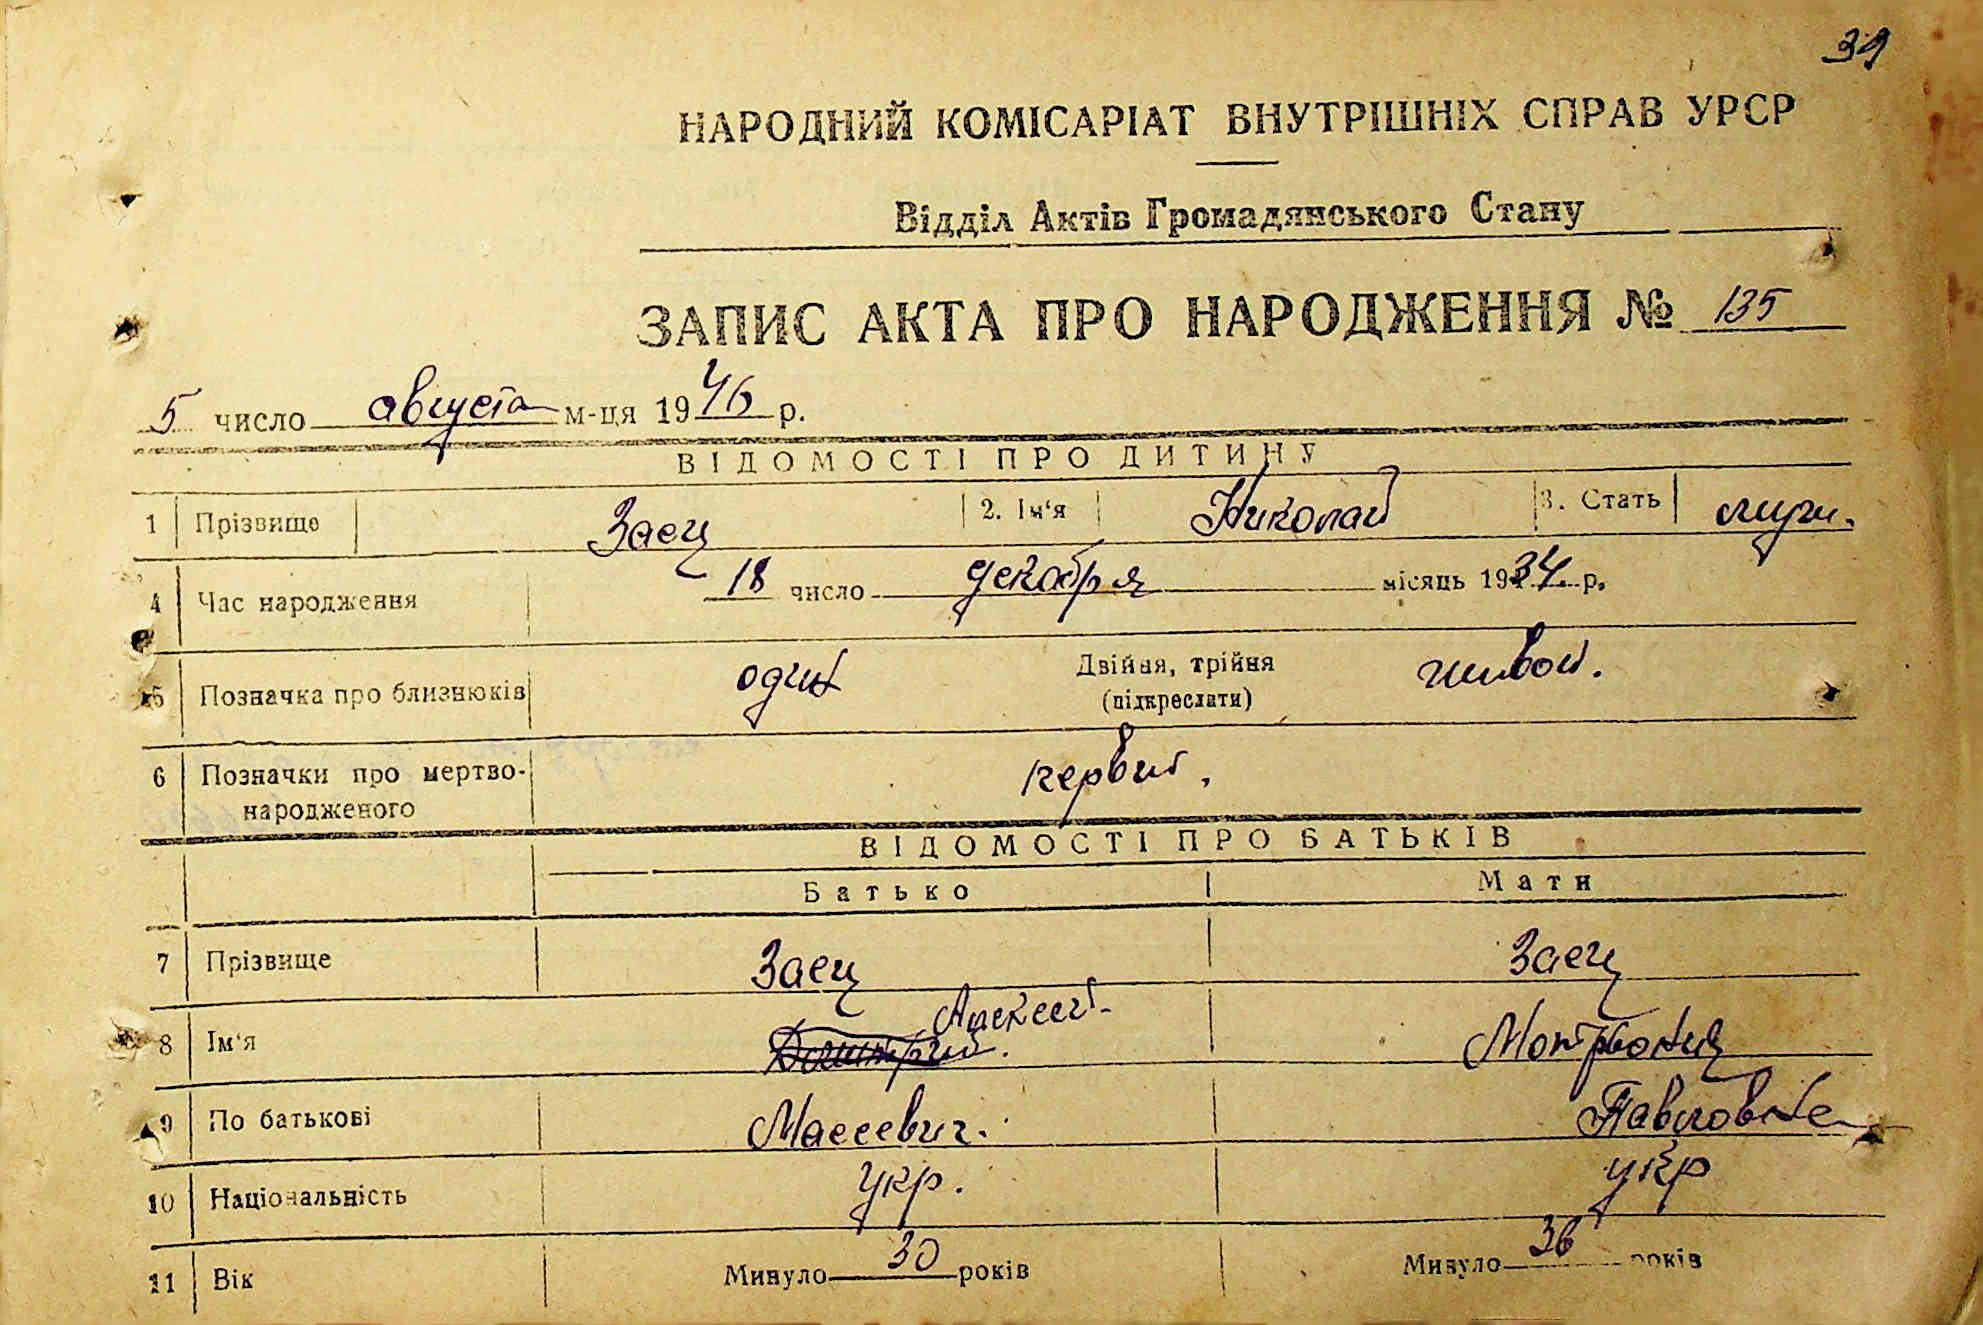 39
НАРОДНИЙ КОМІСАРІАТ ВНУТРІШНІХ СПРАВ УРСР
Відділ Актів Громадянського Стану
ЗАПИС АКТА ПРО НАРОДЖЕННЯ № 135
5 число августа м-ця 1946 р.
ВІДОМОСТІ ПРО ДИТИНУ
1 Прізвище Заец 2. Ім‘я Николай 3. Стать муж.
4 Час народження 18 число декабря місяць 1934 р.
5 Позначка про близнюків один Двійня, трійня (підкреслати) живой.
6 Позначки про мертво-
народженого первый.
ВІДОМОСТІ ПРО БАТЬКІВ
Батько Мати
7 Прізвище Заец Заец
Алексей.
8 Ім‘я Дмитрий.
9 По батькові Павловна
10 Національність укр. укр
11 Вік Минуло 30 років Минуло 36 років